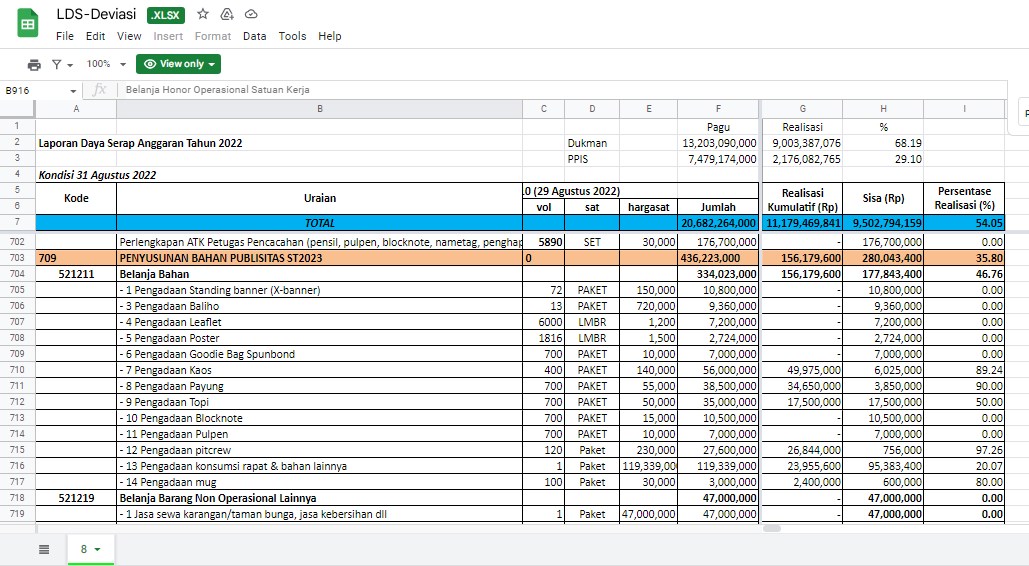 LDS-Deviasi .XLSX
File Edit View Insert Format Data Tools Help
100% View only
B916 fx Belanja Honor Operasional Satuan Kerja
A B C D E F G H I
1 Pagu Realisasi %
2 Laporan Daya Serap Anggaran Tahun 2022 Dukman 13,203,090,000 9,003,387,076 68.19
3 PPIS 7,479,174,000 2,176,082,765 29.10
4 Kondisi 31 Agustus 2022
5 Kode Uraian .0 (29 Agustus 2022) Realisasi Kumulatif (Rp) Sisa (Rp) Persentase Realisasi (%)
6 vol sat hargasat Jumlah
7 TOTAL 20,682,264,000 11,179,469,841 9,502,794,159 54.05
702 Perlengkapan ATK Petugas Pencacahan (pensil, pulpen, blocknote, nametag, penghap 5890 SET 30,000 176,700,000 - 176,700,000 0.00
703 709 PENYUSUNAN BAHAN PUBLISITAS ST2023 0 436,223,000 156,179,600 280,043,400 35.80
704 521211 Belanja Bahan 334,023,000 156,179,600 177,843,400 46.76
705 - 1 Pengadaan Standing banner (X-banner) 72 PAKET 150,000 10,800,000 - 10,800,000 0.00
706 - 3 Pengadaan Baliho 13 PAKET 720,000 9,360,000 - 9,360,000 0.00
707 - 4 Pengadaan Leaflet 6000 LMBR 1,200 7,200,000 - 7,200,000 0.00
708 - 5 Pengadaan Poster 1816 LMBR 1,500 2,724,000 - 2,724,000 0.00
709 - 6 Pengadaan Goodie Bag Spunbond 700 PAKET 10,000 7,000,000 - 7,000,000 0.00
710 - 7 Pengadaan Kaos 400 PAKET 140,000 56,000,000 49,975,000 6,025,000 89.24
711 - 8 Pengadaan Payung 700 PAKET 55,000 38,500,000 34,650,000 3,850,000 90.00
712 - 9 Pengadaan Topi 700 PAKET 50,000 35,000,000 17,500,000 17,500,000 50.00
713 - 10 Pengadaan Blocknote 700 PAKET 15,000 10,500,000 - 10,500,000 0.00
714 - 11 Pengadaan Pulpen 700 PAKET 10,000 7,000,000 - 7,000,000 0.00
715 - 12 Pengadaan pitcrew 120 Paket 230,000 27,600,000 26,844,000 756,000 97.26
716 - 13 Pengadaan konsumsi rapat & bahan lainnya 1 Paket 119,339,00 119,339,000 23,955,600 95,383,400 20.07
717 - 14 Pengadaan mug 100 Paket 30,000 3,000,000 2,400,000 600,000 80.00
718 521219 Belanja Barang Non Operasional Lainnya 47,000,000 - 47,000,000 0.00
719 - 1 Jasa sewa karangan/taman bunga, jasa kebersihan dll 1 Paket 47,000,000 47,000,000 - 47,000,000 0.00
8